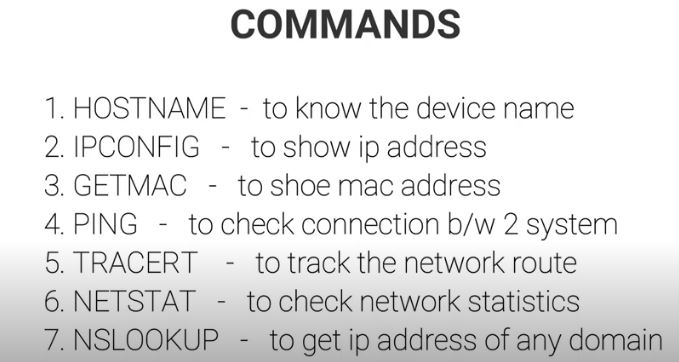 COMMANDS
1. HOSTNAME - to know the device name
2. IPCONFIG - to show ip address
3. GETMAC - to shoe mac address
4. PING - to check connection b/w 2 system
5. TRACERT - to track the network route
6. NETSTAT - to check network statistics
7. NSLOOKUP - to get ip address of any domain